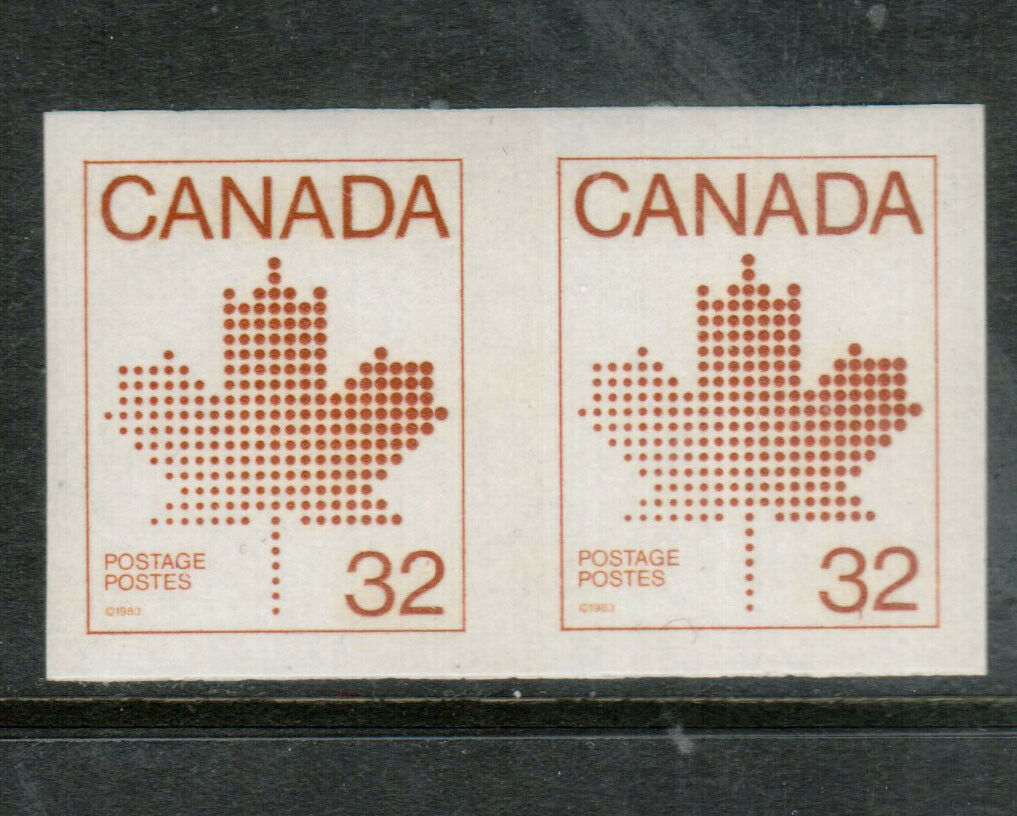 CANADA
POSTAGE
POSTES
©1983
32
CANADA
POSTAGE
POSTES
©1983
32